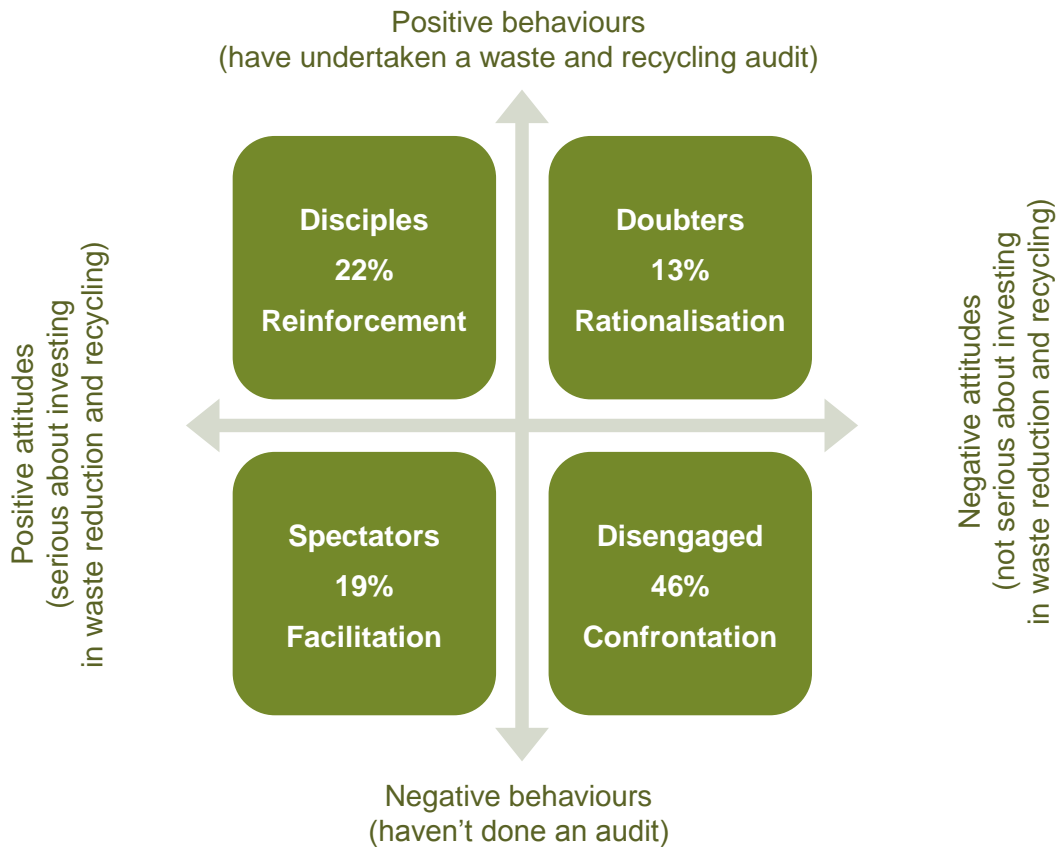 Positive behaviours
(have undertaken a waste and recycling audit)
Disciples
22%
Reinforcement
Doubters
13%
Rationalisation
Positive attitudes
(serious about investing
in waste reduction and recycling)
Negative attitudes
(not serious about investing
in waste reduction and recycling)
Spectators
19%
Facilitation
Disengaged
46%
Confrontation
Negative behaviours
(haven’t done an audit)